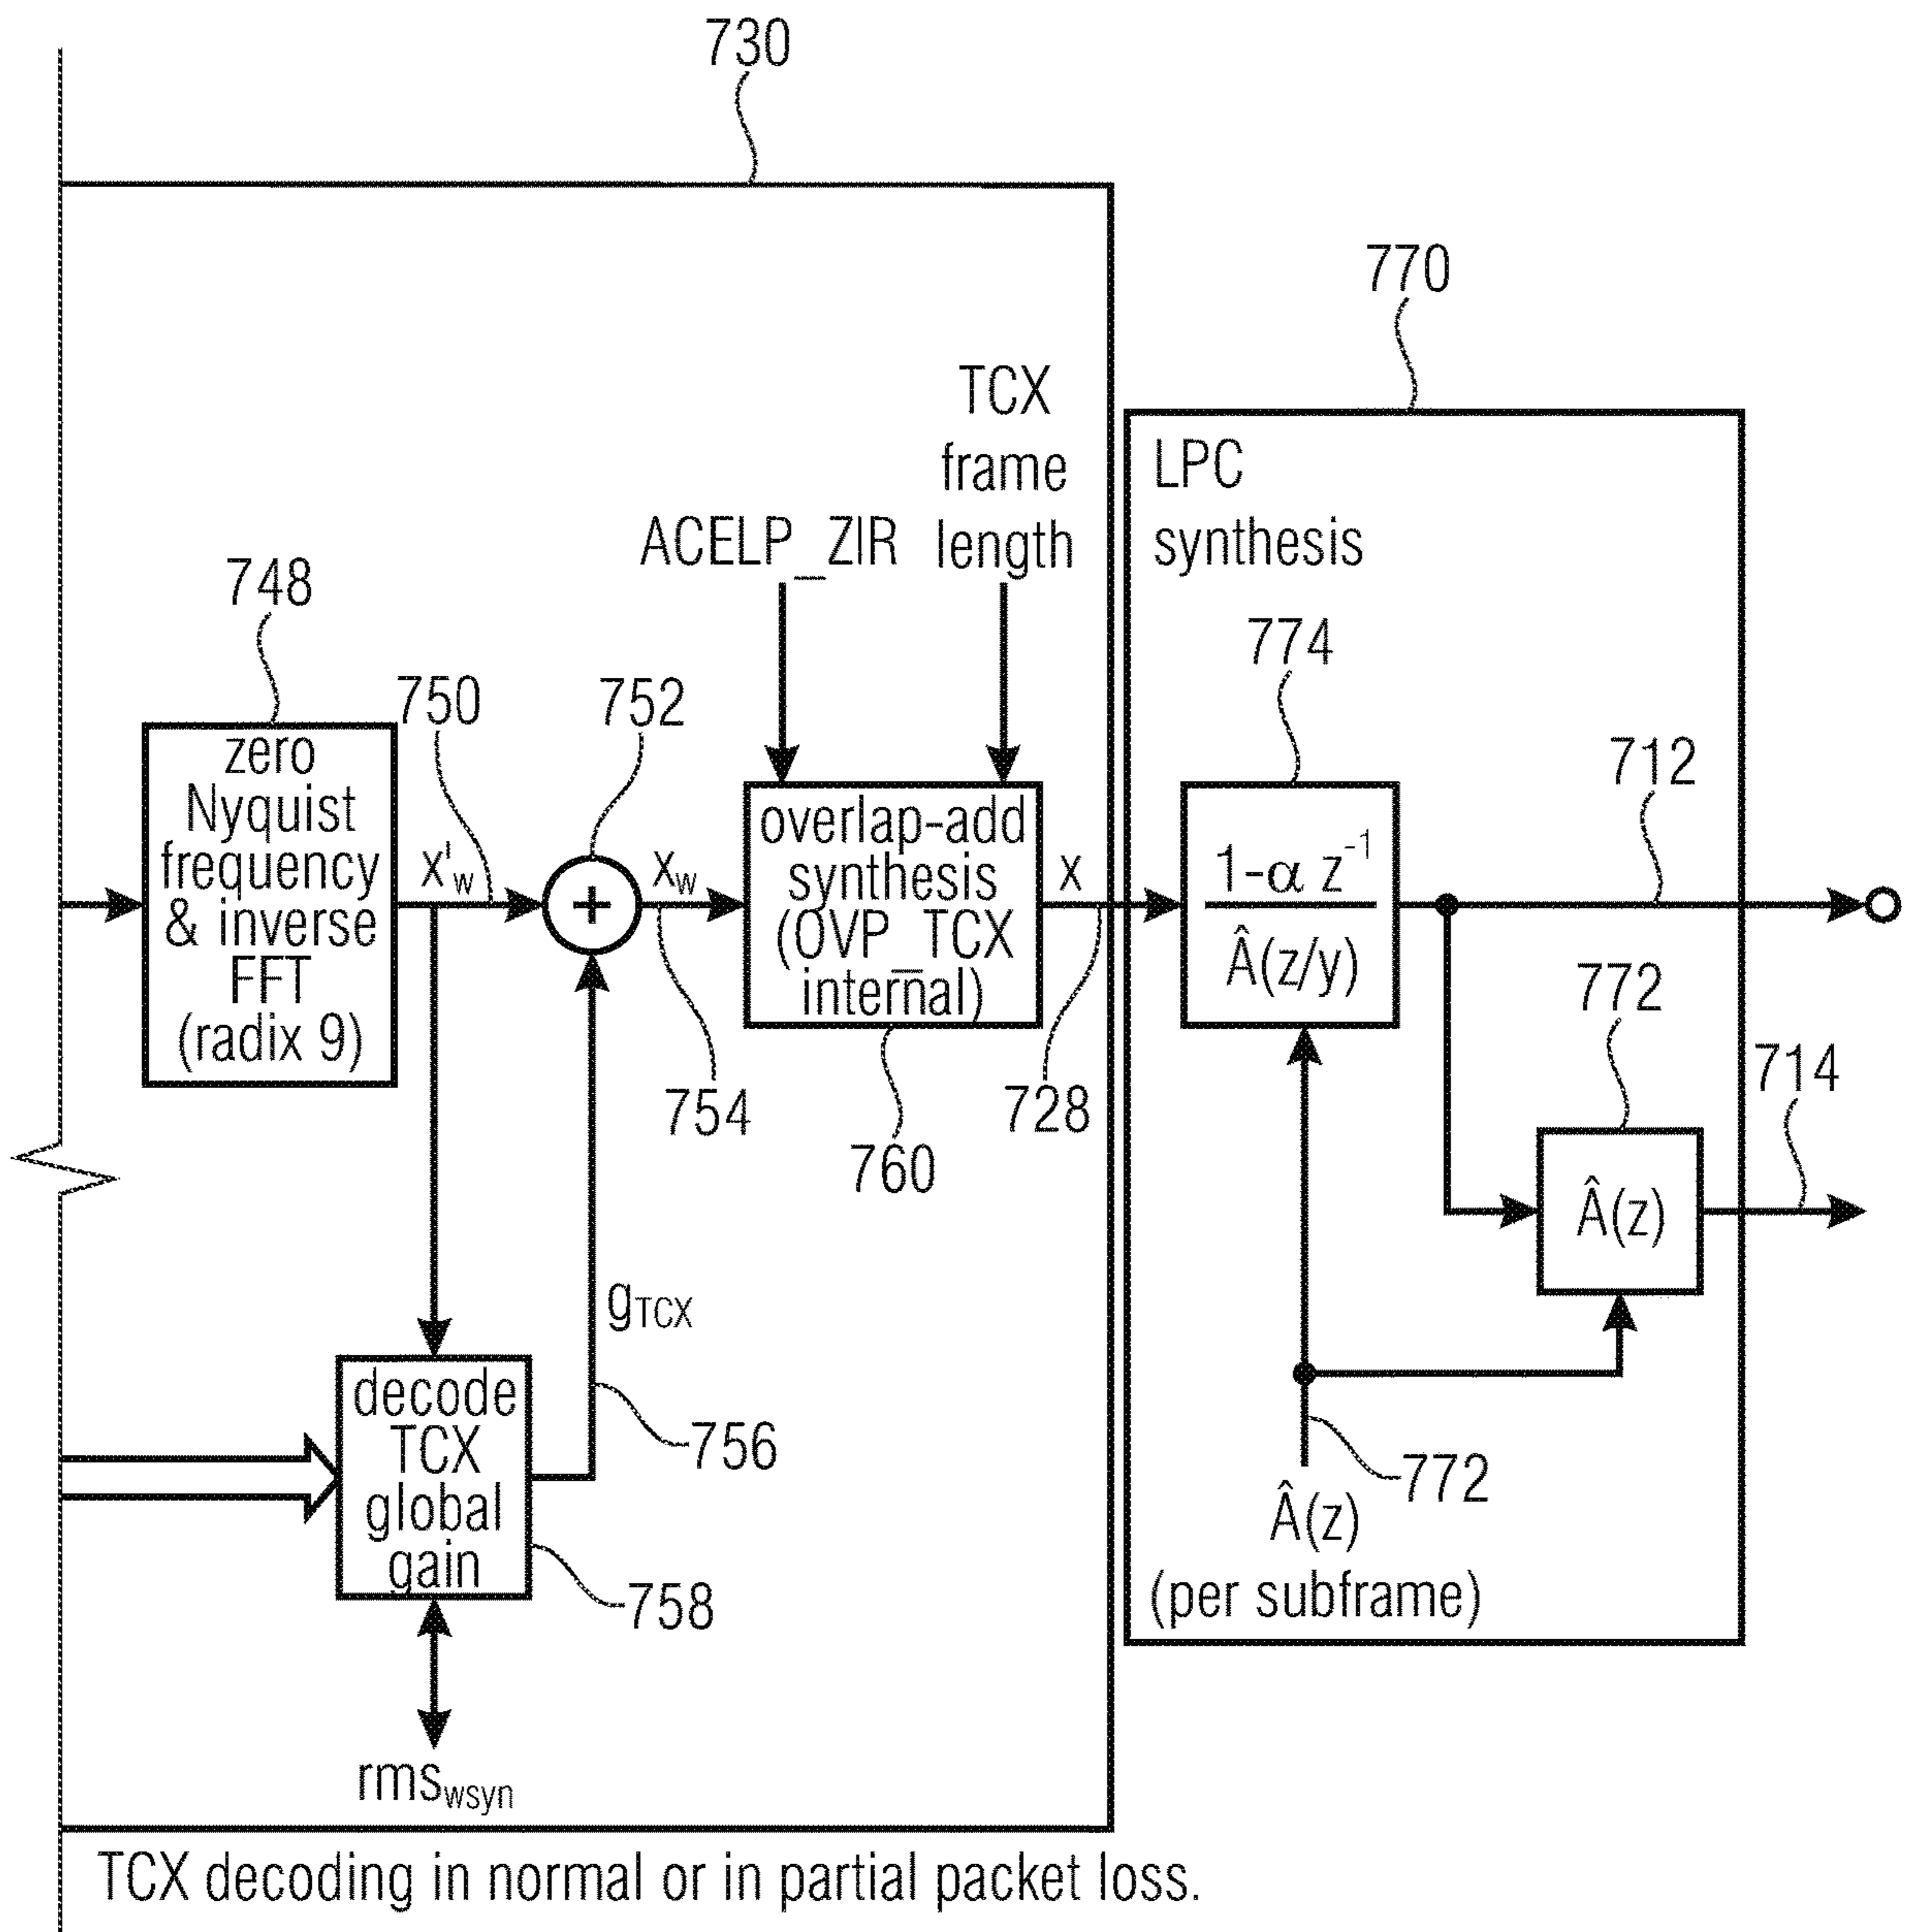 730
770
TCX
frame
length
ACELP_ZIR
LPC
synthesis
748
750
752
774
712
zero
Nyquist
frequency
& inverse
FFT
(radix 9)
x'w
+
xw
overlap-add
synthesis
(OVP_TCX
internal)
x
1-α z-1
Â(z/y)
754
760
728
772
714
Â(z)
gTCX
756
decode
TCX
global
gain
758
772
Â(z)
(per subframe)
rmswsyn
TCX decoding in normal or in partial packet loss.